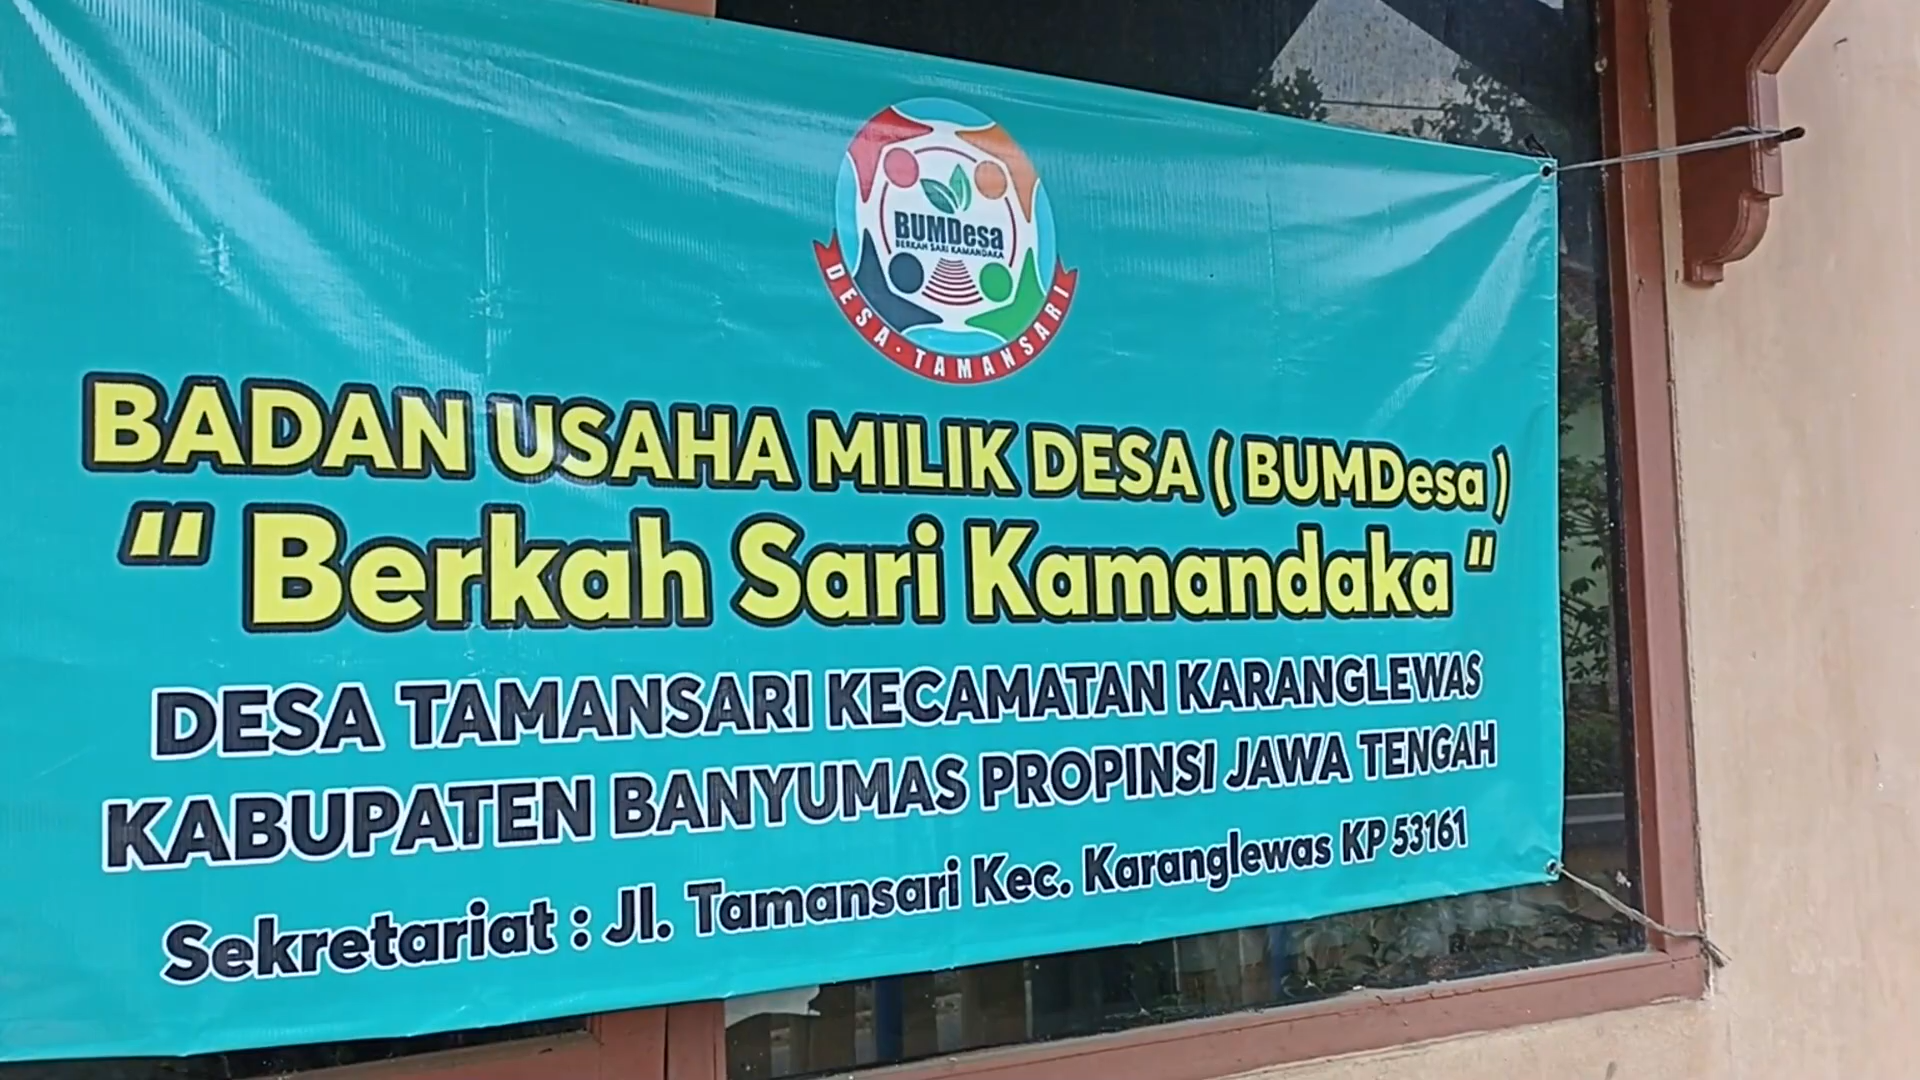 BUMDesa
BERKAH SARI KAMANDAKA
DESA · TAMANSARI
BADAN USAHA MILIK DESA ( BUMDesa )
“ Berkah Sari Kamandaka “
DESA TAMANSARI KECAMATAN KARANGLEWAS
KABUPATEN BANYUMAS PROPINSI JAWA TENGAH
Sekretariat : Jl. Tamansari Kec. Karanglewas KP 53161